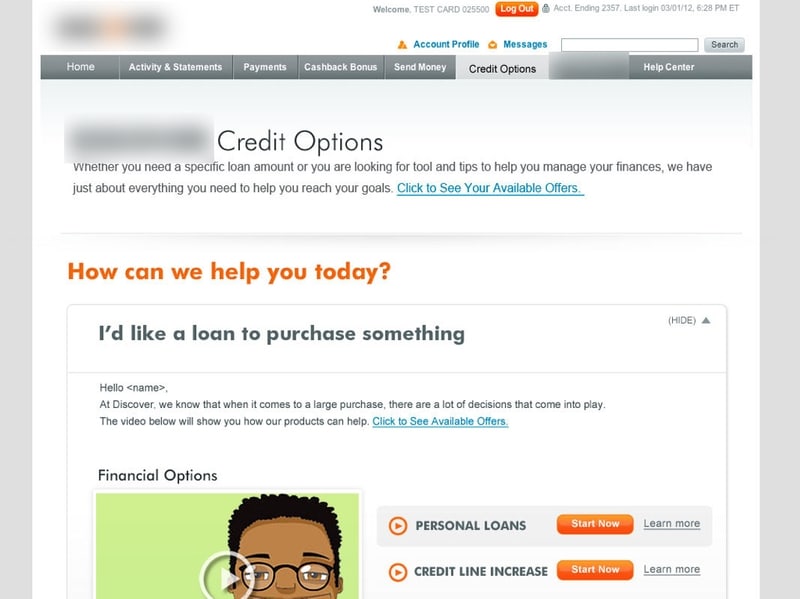 Welcome, TEST CARD 025500 Log Out Acct. Ending 2357. Last login 03/01/12, 6:28 PM ET
Account Profile Messages Search
Home Activity & Statements Payments Cashback Bonus Send Money Credit Options Help Center
Credit Options
Whether you need a specific loan amount or you are looking for tool and tips to help you manage your finances, we have
just about everything you need to help you reach your goals. Click to See Your Available Offers.
How can we help you today?
(HIDE)
I'd like a loan to purchase something
Hello <name>,
At Discover, we know that when it comes to a large purchase, there are a lot of decisions that come into play.
The video below will show you how our products can help. Click to See Available Offers.
Financial Options
PERSONAL LOANS Start Now Learn more
CREDIT LINE INCREASE Start Now Learn more